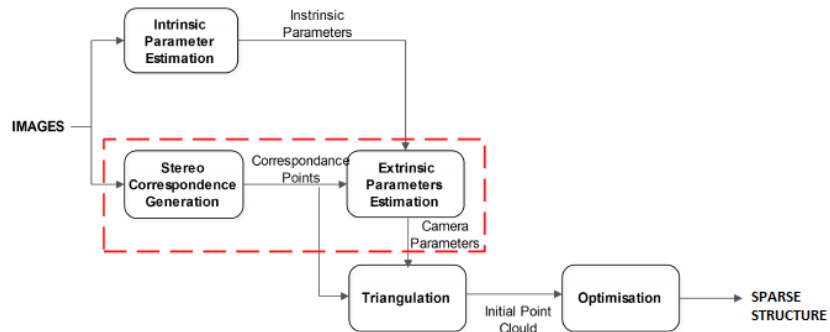 Intrinsic
Parameter
Estimation
Instrinsic
Parameters
IMAGES
Stereo
Correspondence
Generation
Correspondance
Points
Extrinsic
Parameters
Estimation
Camera
Parameters
Triangulation
Initial Point
Clould
Optimisation
SPARSE
STRUCTURE